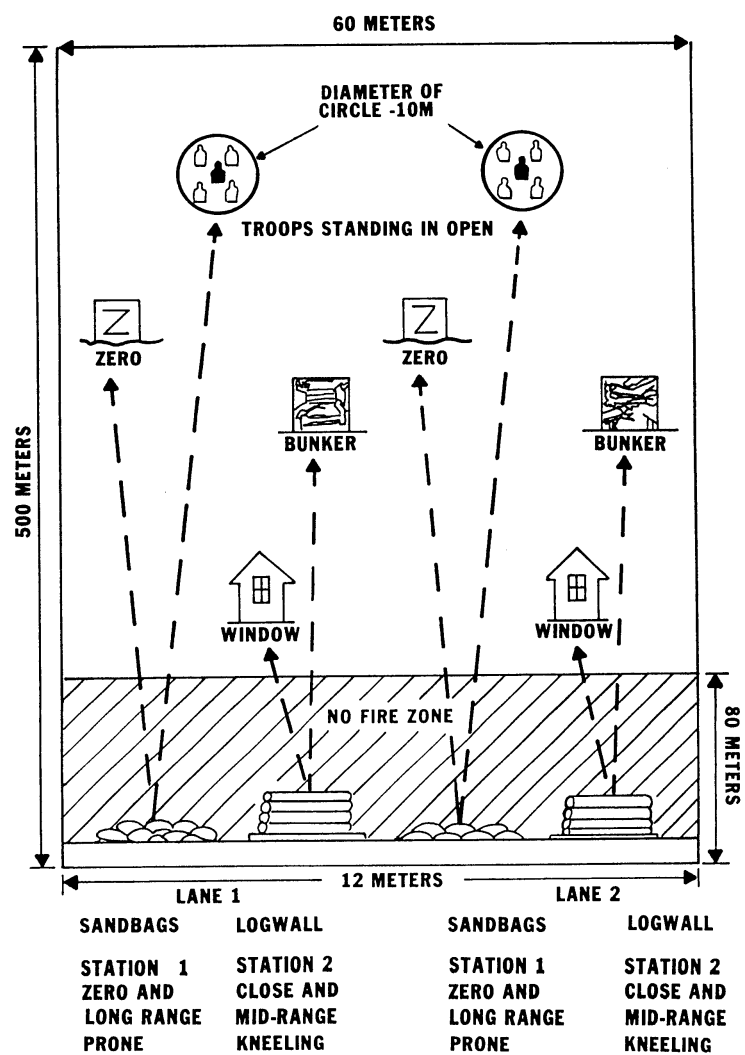 60 METERS
DIAMETER OF
CIRCLE -10M
TROOPS STANDING IN OPEN
Z
Z
ZERO
ZERO
BUNKER
BUNKER
500 METERS
WINDOW
WINDOW
NO FIRE ZONE
80 METERS
12 METERS
LANE 1
LANE 2
SANDBAGS
LOGWALL
SANDBAGS
LOGWALL
STATION 1
ZERO AND
LONG RANGE
PRONE
STATION 2
CLOSE AND
MID-RANGE
KNEELING
STATION 1
ZERO AND
LONG RANGE
PRONE
STATION 2
CLOSE AND
MID-RANGE
KNEELING